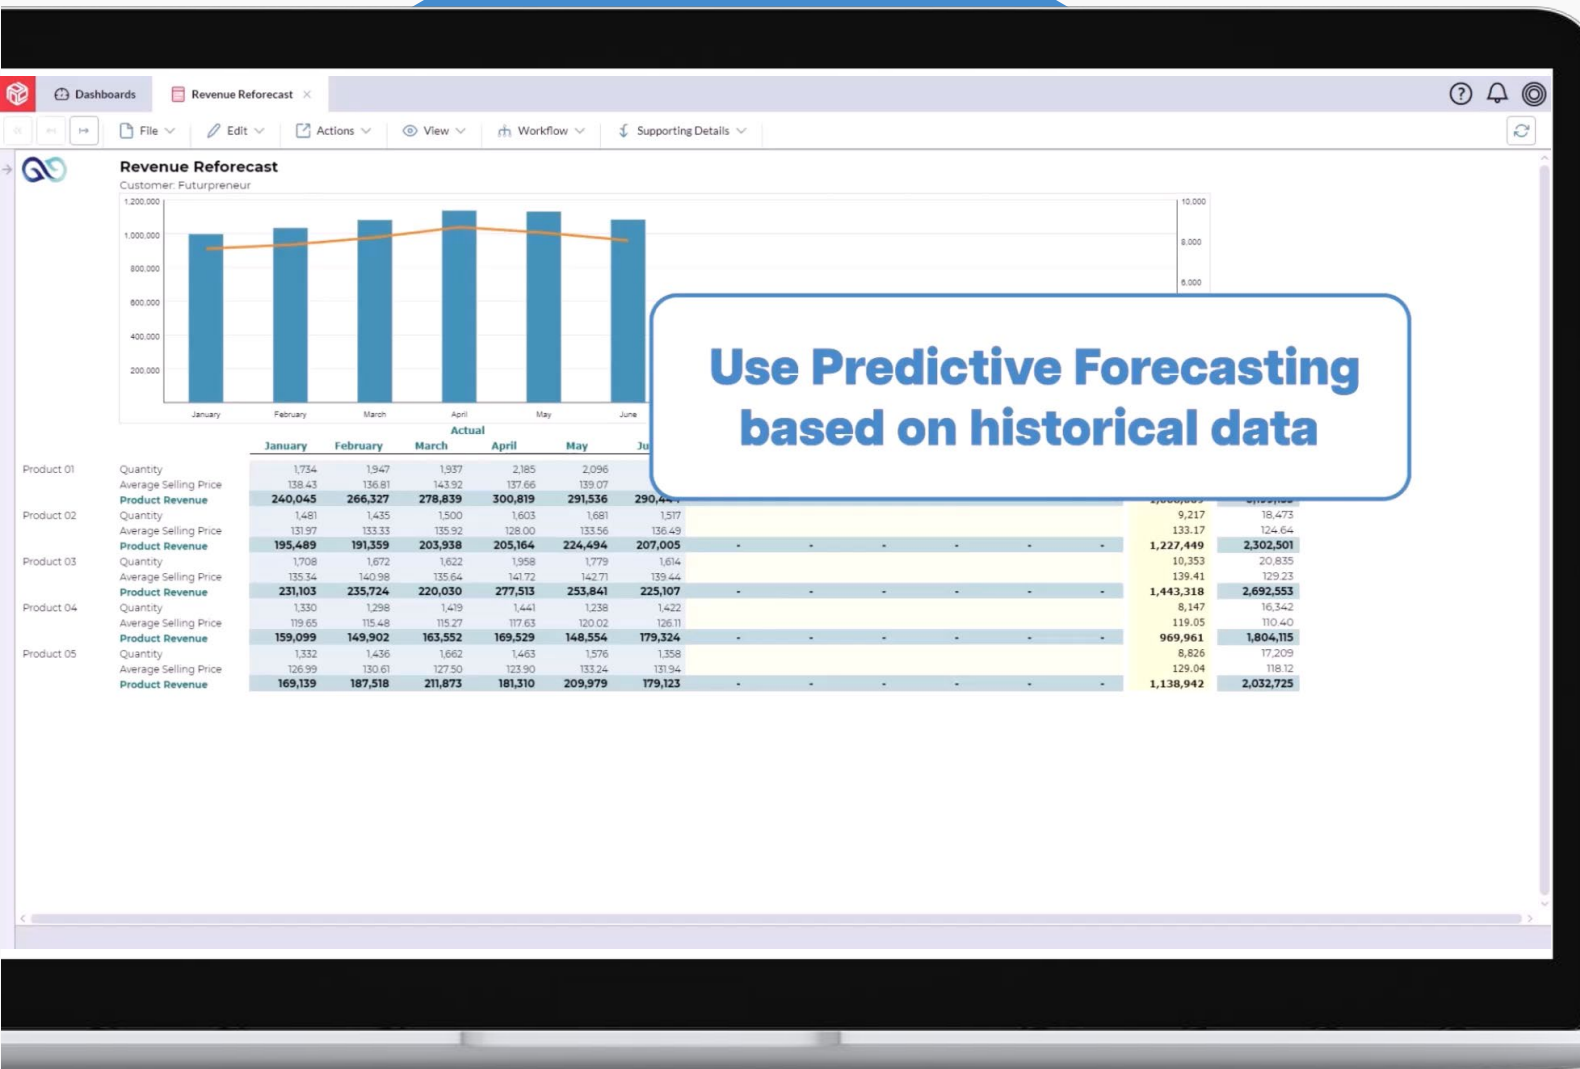 Dashboards
Revenue Reforecast
File
Edit
Actions
View
Workflow
Supporting Details
Revenue Reforecast
Customer: Futurpreneur
1,200,000
1,000,000
800,000
600,000
400,000
200,000
10,000
8,000
6,000
January February March April May June
Use Predictive Forecasting
based on historical data
Actual
January February March April May
Product 01 Quantity 1,734 1,947 1,937 2,185 2,096
Average Selling Price 138.43 136.81 143.92 137.66 139.07
Product Revenue 240,045 266,327 278,839 300,819 291,536
Product 02 Quantity 1,481 1,435 1,500 1,603 1,681 1,517 9,217 18,473
Average Selling Price 131.97 133.33 135.92 128.00 133.56 136.49 133.17 124.64
Product Revenue 195,489 191,359 203,938 205,164 224,494 207,005 - - - - - - 1,227,449 2,302,501
Product 03 Quantity 1,708 1,672 1,622 1,958 1,779 1,614 10,353 20,835
Average Selling Price 135.34 140.98 135.64 141.72 142.71 139.44 139.41 129.23
Product Revenue 231,103 235,724 220,030 277,513 253,841 225,107 - - - - - - 1,443,318 2,692,553
Product 04 Quantity 1,330 1,298 1,419 1,441 1,238 1,422 8,147 16,342
Average Selling Price 119.65 115.48 115.27 117.63 120.02 126.11 119.05 110.40
Product Revenue 159,099 149,902 163,552 169,529 148,554 179,324 - - - - - - 969,961 1,804,115
Product 05 Quantity 1,332 1,436 1,662 1,463 1,576 1,358 8,826 17,209
Average Selling Price 126.99 130.61 127.50 123.90 133.24 131.94 129.04 118.12
Product Revenue 169,139 187,518 211,873 181,310 209,979 179,123 - - - - - - 1,138,942 2,032,725